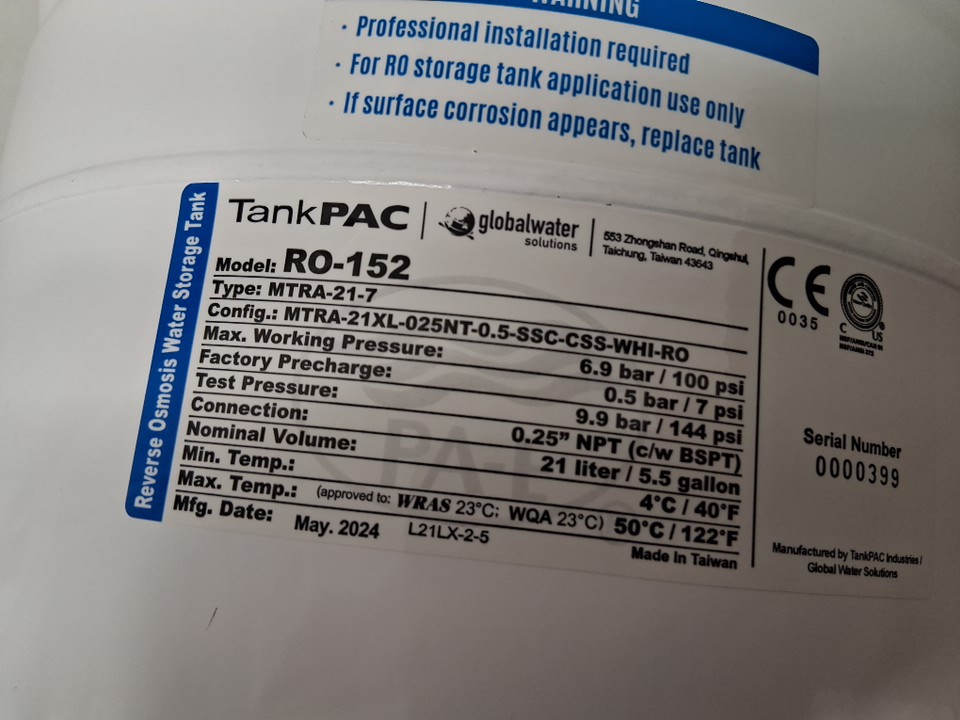 WARNING
· Professional installation required
· For RO storage tank application use only
· If surface corrosion appears, replace tank
Reverse Osmosis Water Storage Tank
TankPAC | globalwater solutions
553 Zhongshan Road, Qingshui,
Taichung, Taiwan 43643
Model: RO-152
Type: MTRA-21-7
Config.: MTRA-21XL-025NT-0.5-SSC-CSS-WHI-RO
Max. Working Pressure: 6.9 bar / 100 psi
Factory Precharge: 0.5 bar / 7 psi
Test Pressure: 9.9 bar / 144 psi
Connection: 0.25” NPT (c/w BSPT)
Nominal Volume: 21 liter / 5.5 gallon
Min. Temp.: 4°C / 40°F
Max. Temp.: (approved to: WRAS 23°C; WQA 23°C) 50°C / 122°F
Mfg. Date: May. 2024 L21LX-2-5
Made In Taiwan
CE
0035
C US
Serial Number
0000399
Manufactured by TankPAC Industries /
Global Water Solutions